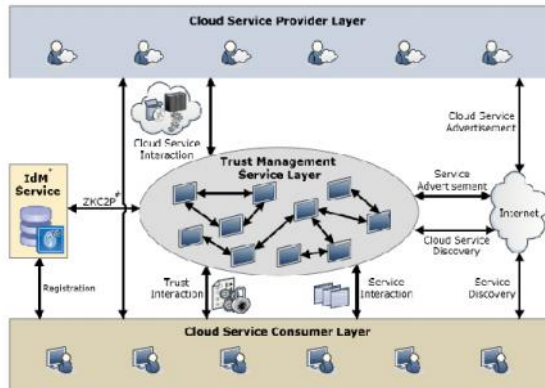 Cloud Service Provider Layer
Cloud Service
Interaction
Cloud Service
Advertisement
Trust Management
Service Layer
IdM*
Service
ZKC2P#
Service
Advertisement
Internet
Cloud Service
Discovery
Registration
Trust
Interaction
Service
Interaction
Service
Discovery
Cloud Service Consumer Layer